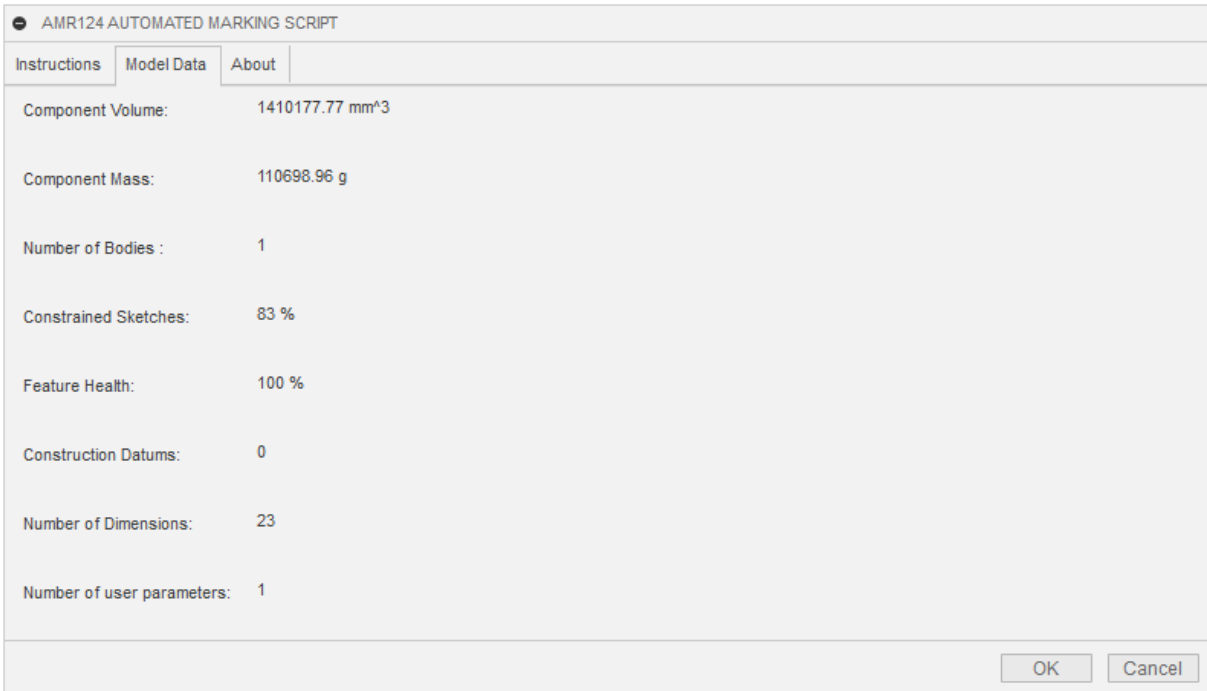 AMR124 AUTOMATED MARKING SCRIPT
Instructions Model Data About
Component Volume: 1410177.77 mm^3
Component Mass: 110698.96 g
Number of Bodies : 1
Constrained Sketches: 83 %
Feature Health: 100 %
Construction Datums: 0
Number of Dimensions: 23
Number of user parameters: 1
OK Cancel